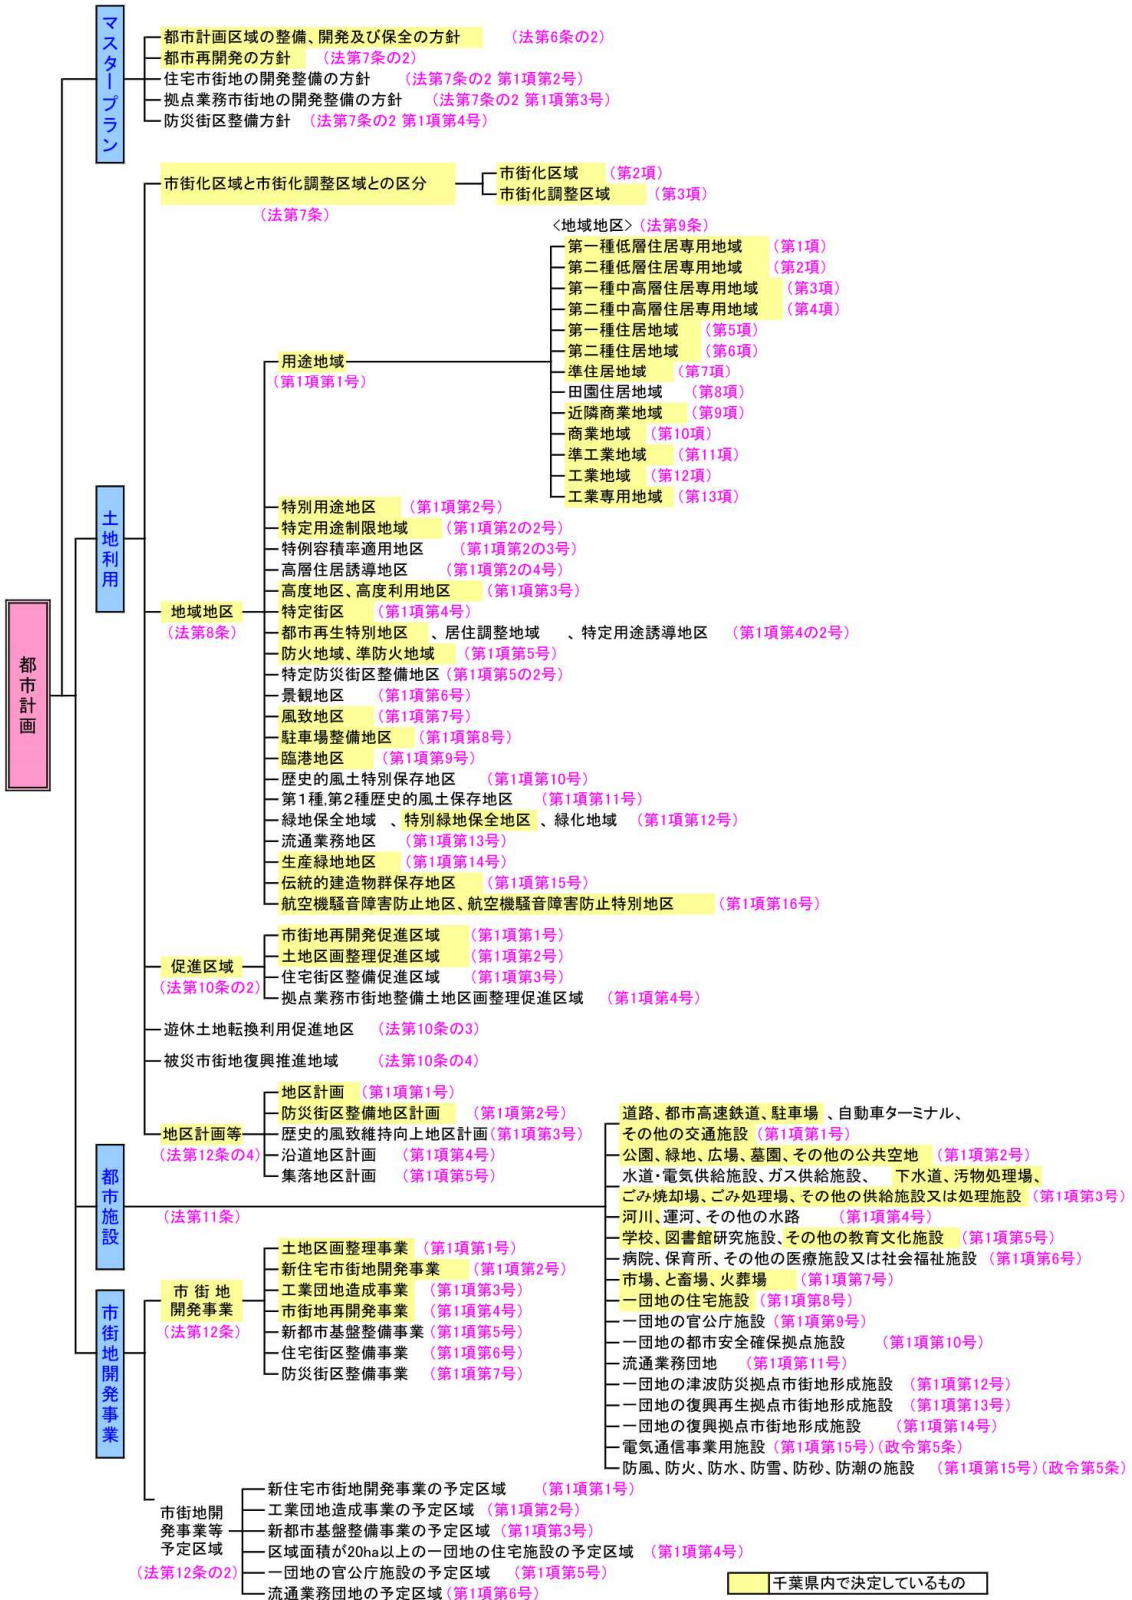 マスタープラン
都市計画区域の整備、開発及び保全の方針 (法第6条の2)
都市再開発の方針 (法第7条の2)
住宅市街地の開発整備の方針 (法第7条の2 第1項第2号)
拠点業務市街地の開発整備の方針 (法第7条の2 第1項第3号)
防災街区整備方針 (法第7条の2 第1項第4号)
都市計画
土地利用
市街化区域と市街化調整区域との区分
(法第7条)
市街化区域 (第2項)
市街化調整区域 (第3項)
地域地区
(法第8条)
用途地域
(第1項第1号)
<地域地区> (法第9条)
第一種低層住居専用地域 (第1項)
第二種低層住居専用地域 (第2項)
第一種中高層住居専用地域 (第3項)
第二種中高層住居専用地域 (第4項)
第一種住居地域 (第5項)
第二種住居地域 (第6項)
準住居地域 (第7項)
田園住居地域 (第8項)
近隣商業地域 (第9項)
商業地域 (第10項)
準工業地域 (第11項)
工業地域 (第12項)
工業専用地域 (第13項)
特別用途地区 (第1項第2号)
特定用途制限地域 (第1項第2の2号)
特例容積率適用地区 (第1項第2の3号)
高層住居誘導地区 (第1項第2の4号)
高度地区、高度利用地区 (第1項第3号)
特定街区 (第1項第4号)
都市再生特別地区 、居住調整地域 、特定用途誘導地区 (第1項第4の2号)
防火地域、準防火地域 (第1項第5号)
特定防災街区整備地区 (第1項第5の2号)
景観地区 (第1項第6号)
風致地区 (第1項第7号)
駐車場整備地区 (第1項第8号)
臨港地区 (第1項第9号)
歴史的風土特別保存地区 (第1項第10号)
第1種,第2種歴史的風土保存地区 (第1項第11号)
緑地保全地域 、特別緑地保全地区 、緑化地域 (第1項第12号)
流通業務地区 (第1項第13号)
生産緑地地区 (第1項第14号)
伝統的建造物群保存地区 (第1項第15号)
航空機騒音障害防止地区、航空機騒音障害防止特別地区 (第1項第16号)
促進区域
(法第10条の2)
市街地再開発促進区域 (第1項第1号)
土地区画整理促進区域 (第1項第2号)
住宅街区整備促進区域 (第1項第3号)
拠点業務市街地整備土地区画整理促進区域 (第1項第4号)
遊休土地転換利用促進地区 (法第10条の3)
被災市街地復興推進地域 (法第10条の4)
地区計画等
(法第12条の4)
地区計画 (第1項第1号)
防災街区整備地区計画 (第1項第2号)
歴史的風致維持向上地区計画 (第1項第3号)
沿道地区計画 (第1項第4号)
集落地区計画 (第1項第5号)
都市施設
(法第11条)
道路、都市高速鉄道、駐車場 、自動車ターミナル、
その他の交通施設 (第1項第1号)
公園、緑地、広場、墓園、その他の公共空地 (第1項第2号)
水道・電気供給施設、ガス供給施設、 下水道、汚物処理場、
ごみ焼却場、ごみ処理場、その他の供給施設又は処理施設 (第1項第3号)
河川、運河、その他の水路 (第1項第4号)
学校、図書館研究施設、その他の教育文化施設 (第1項第5号)
病院、保育所、その他の医療施設又は社会福祉施設 (第1項第6号)
市場、と畜場、火葬場 (第1項第7号)
一団地の住宅施設 (第1項第8号)
一団地の官公庁施設 (第1項第9号)
一団地の都市安全確保拠点施設 (第1項第10号)
流通業務団地 (第1項第11号)
一団地の津波防災拠点市街地形成施設 (第1項第12号)
一団地の復興再生拠点市街地形成施設 (第1項第13号)
一団地の復興拠点市街地形成施設 (第1項第14号)
電気通信事業用施設 (第1項第15号)(政令第5条)
防風、防火、防水、防雪、防砂、防潮の施設 (第1項第15号)(政令第5条)
市街地開発事業
市街地
開発事業
(法第12条)
土地区画整理事業 (第1項第1号)
新住宅市街地開発事業 (第1項第2号)
工業団地造成事業 (第1項第3号)
市街地再開発事業 (第1項第4号)
新都市基盤整備事業 (第1項第5号)
住宅街区整備事業 (第1項第6号)
防災街区整備事業 (第1項第7号)
市街地開
発事業等
予定区域
(法第12条の2)
新住宅市街地開発事業の予定区域 (第1項第1号)
工業団地造成事業の予定区域 (第1項第2号)
新都市基盤整備事業の予定区域 (第1項第3号)
区域面積が20ha以上の一団地の住宅施設の予定区域 (第1項第4号)
一団地の官公庁施設の予定区域 (第1項第5号)
流通業務団地の予定区域 (第1項第6号)
千葉県内で決定しているもの